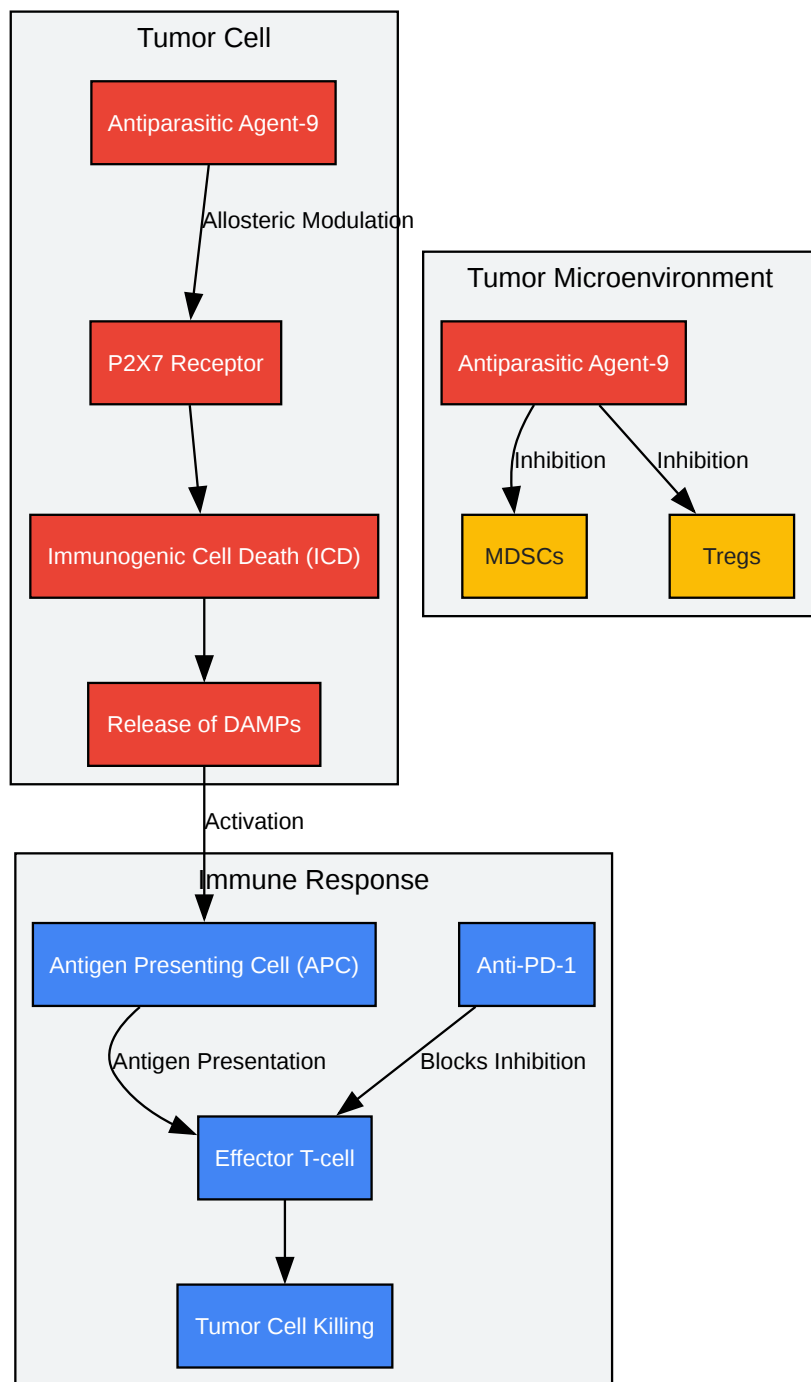 Tumor Cell
Antiparasitic Agent-9
Allosteric Modulation
P2X7 Receptor
Immunogenic Cell Death (ICD)
Release of DAMPs
Tumor Microenvironment
Antiparasitic Agent-9
Inhibition
Inhibition
MDSCs
Tregs
Activation
Immune Response
Antigen Presenting Cell (APC)
Anti-PD-1
Antigen Presentation
Blocks Inhibition
Effector T-cell
Tumor Cell Killing